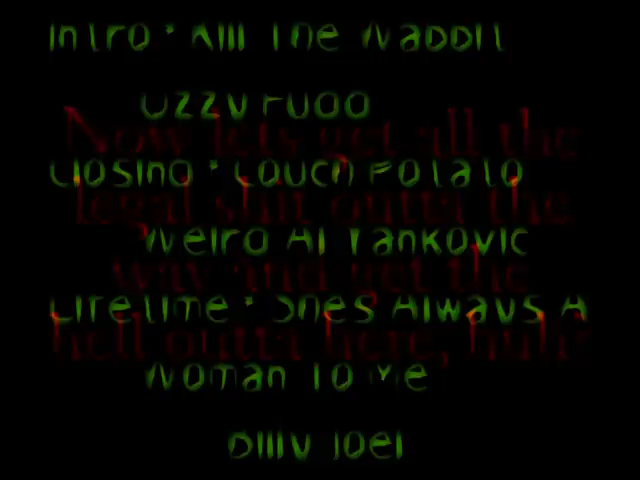 Intro: Kill The Wabbit
Ozzy Fudd
Now lets get all the
Closing: Couch Potato
legal shit outta the
Weird Al Yankovic
way and get the
Lifetime: Shes Always A
hell outta here, huh?
Woman To Me
Billy Joel